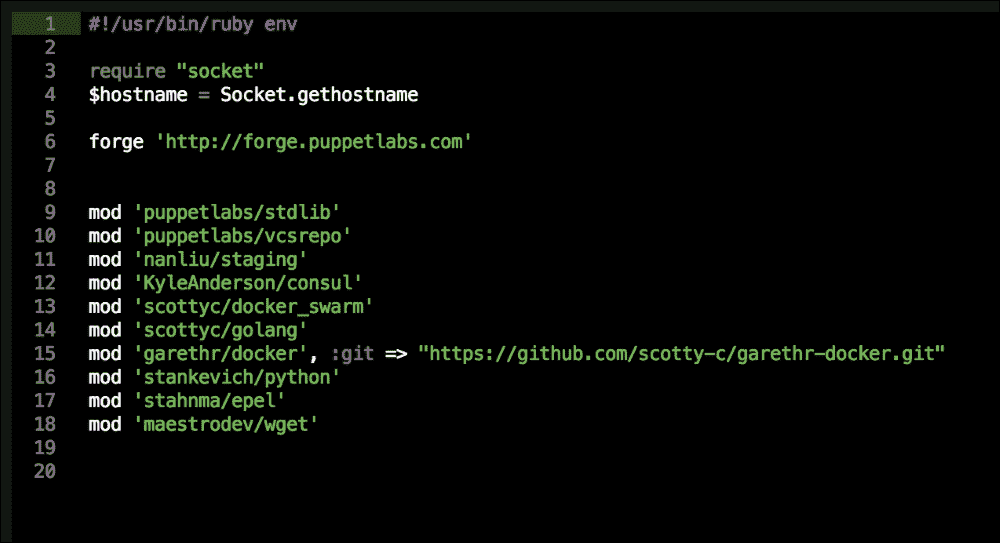 1 #!/usr/bin/ruby env
2
3 require "socket"
4 $hostname = Socket.gethostname
5
6 forge 'http://forge.puppetlabs.com'
7
8
9 mod 'puppetlabs/stdlib'
10 mod 'puppetlabs/vcsrepo'
11 mod 'nanliu/staging'
12 mod 'KyleAnderson/consul'
13 mod 'scottyc/docker_swarm'
14 mod 'scottyc/golang'
15 mod 'garethr/docker', :git => "https://github.com/scotty-c/garethr-docker.git"
16 mod 'stankevich/python'
17 mod 'stahnma/epel'
18 mod 'maestrodev/wget'
19
20